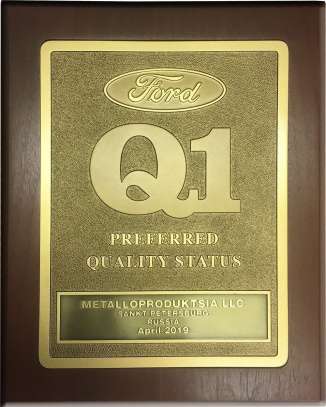 Ford
Q1
PREFERRED
QUALITY STATUS
METALLOPRODUKTSIA LLC
SANKT PETERSBURG
RUSSIA
April 2019